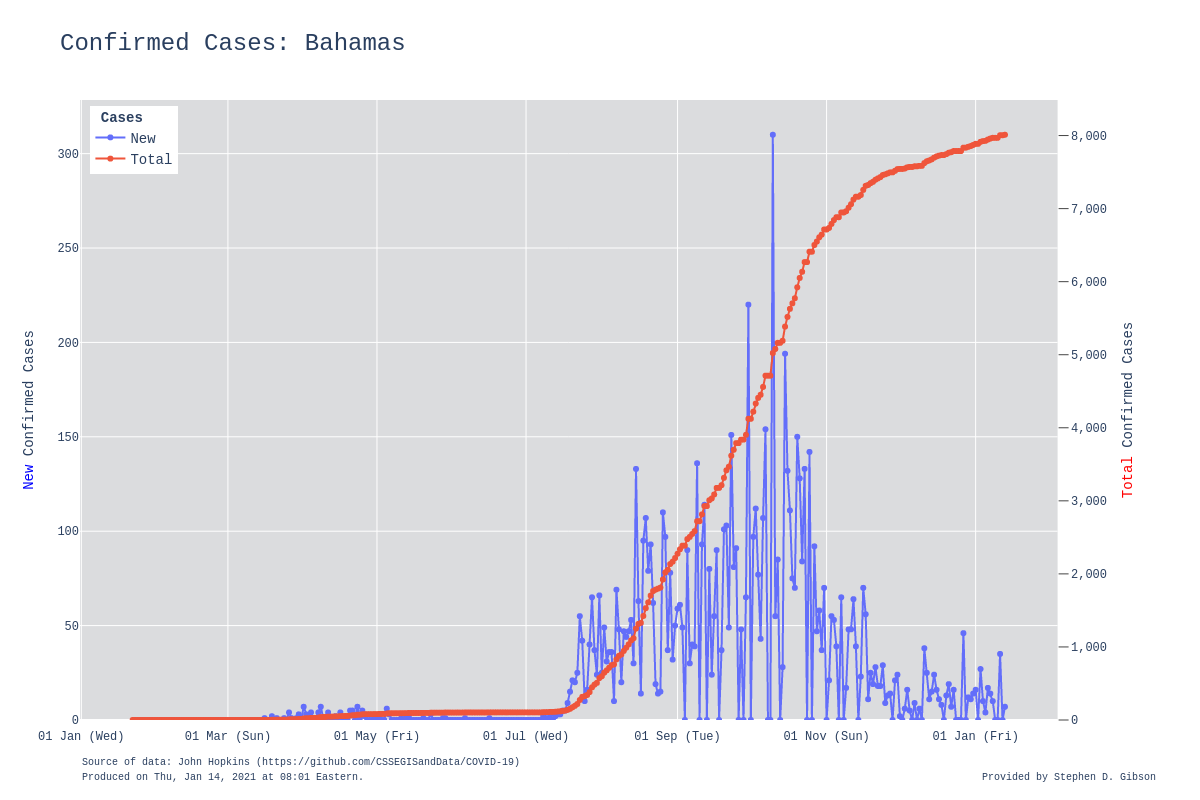 Confirmed Cases: Bahamas
Cases
New
Total
300
250
200
150
100
50
0
8,000
7,000
6,000
5,000
4,000
3,000
2,000
1,000
0
New Confirmed Cases
Total Confirmed Cases
01 Jan (Wed) 01 Mar (Sun) 01 May (Fri) 01 Jul (Wed) 01 Sep (Tue) 01 Nov (Sun) 01 Jan (Fri)
Source of data: John Hopkins (https://github.com/CSSEGISandData/COVID-19)
Produced on Thu, Jan 14, 2021 at 08:01 Eastern.
Provided by Stephen D. Gibson